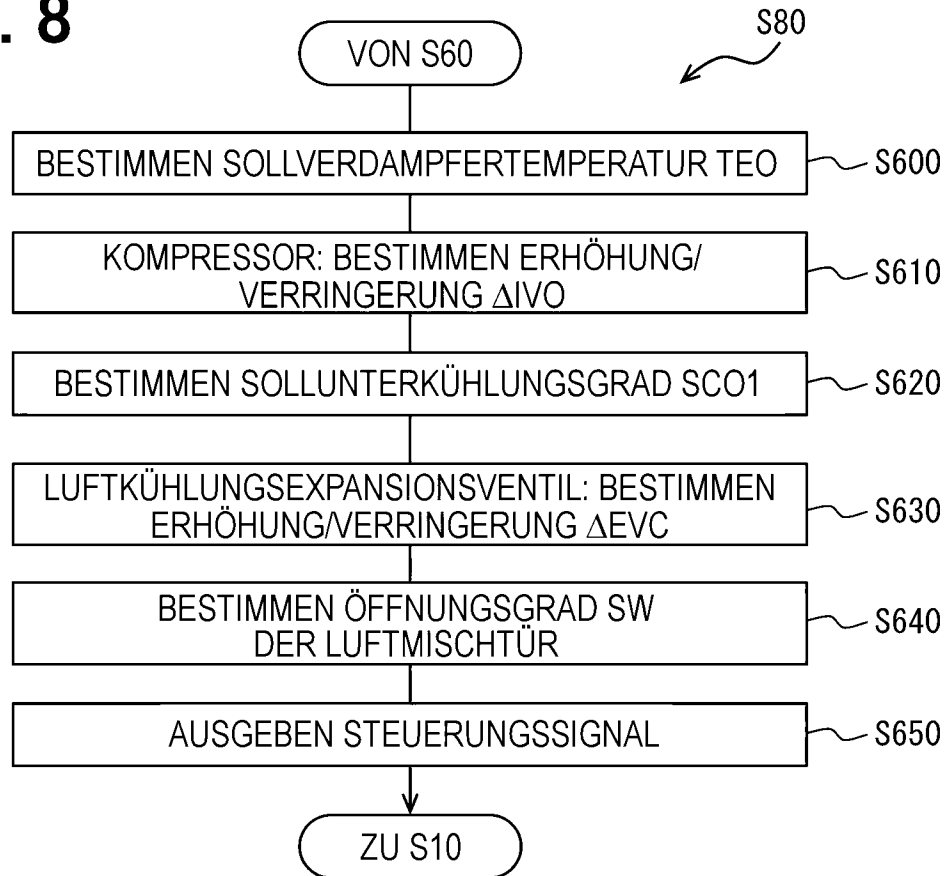 . 8
S80
VON S60
BESTIMMEN SOLLVERDAMPFERTEMPERATUR TEO
S600
KOMPRESSOR: BESTIMMEN ERHÖHUNG/
VERRINGERUNG ΔIVO
S610
BESTIMMEN SOLLUNTERKÜHLUNGSGRAD SCO1
S620
LUFTKÜHLUNGSEXPANSIONSVENTIL: BESTIMMEN
ERHÖHUNG/VERRINGERUNG ΔEVC
S630
BESTIMMEN ÖFFNUNGSGRAD SW
DER LUFTMISCHTÜR
S640
AUSGEBEN STEUERUNGSSIGNAL
S650
ZU S10